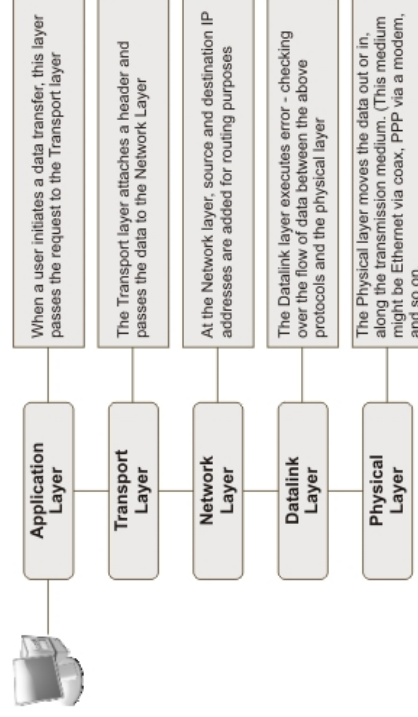 Application
Layer
When a user initiates a data transfer, this layer
passes the request to the Transport layer
Transport
Layer
The Transport layer attaches a header and
passes the data to the Network Layer
Network
Layer
At the Network layer, source and destination IP
addresses are added for routing purposes
Datalink
Layer
The Datalink layer executes error - checking
over the flow of data between the above
protocols and the physical layer
Physical
Layer
The Physical layer moves the data out or in,
along the transmission medium. (This medium
might be Ethernet via coax, PPP via a modem,
and so on